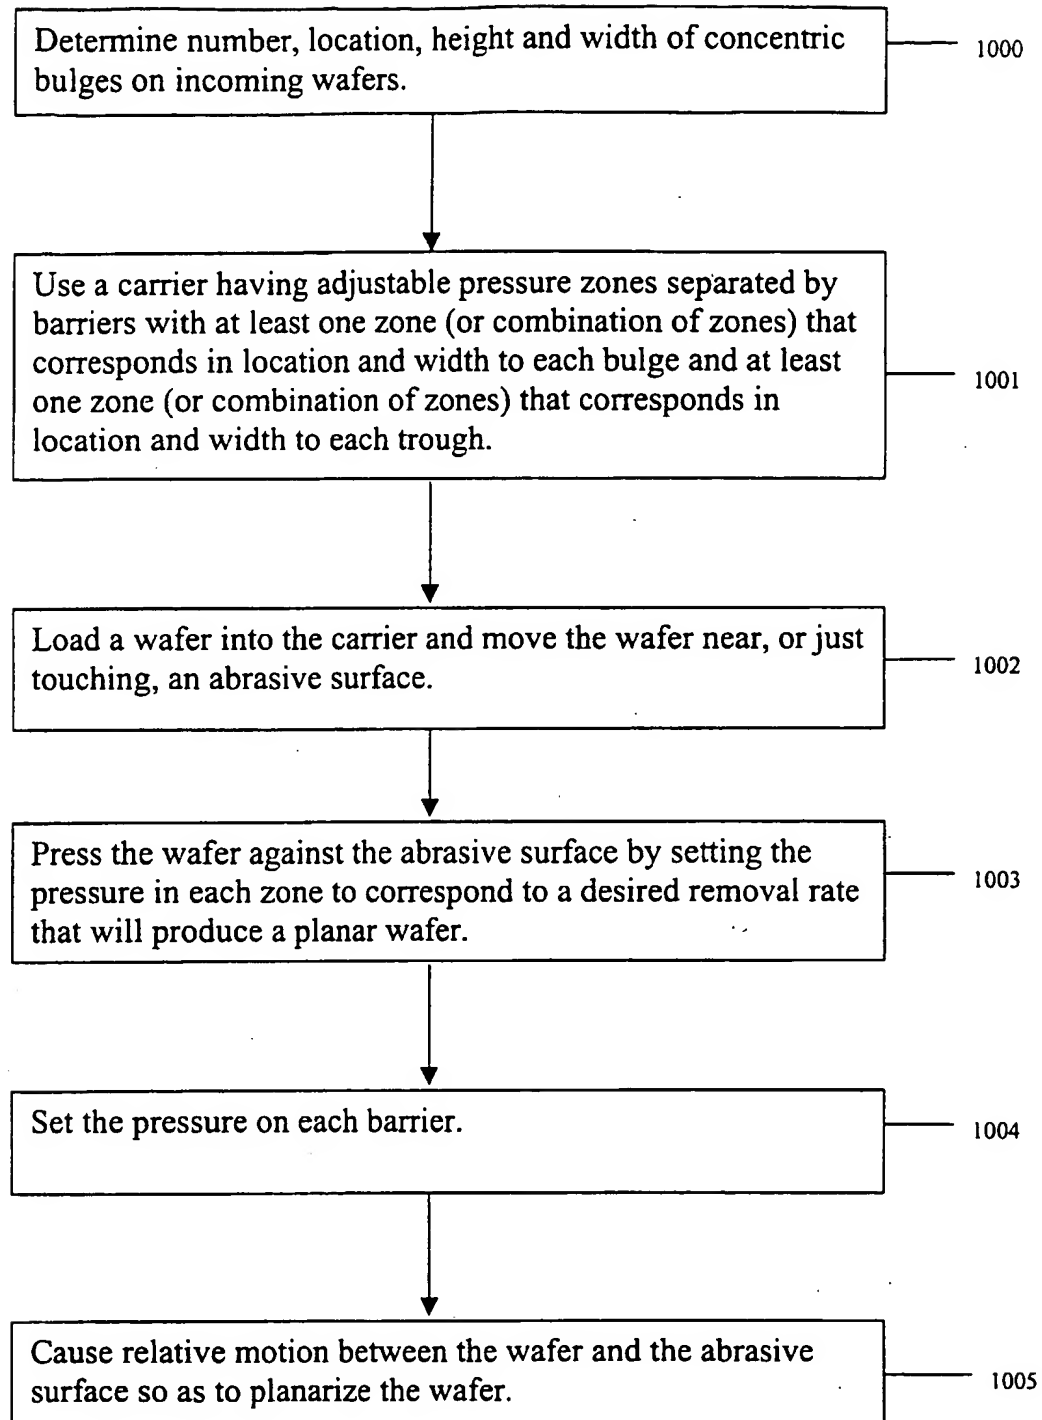 Determine number, location, height and width of concentric
bulges on incoming wafers.
1000
Use a carrier having adjustable pressure zones separated by
barriers with at least one zone (or combination of zones) that
corresponds in location and width to each bulge and at least
one zone (or combination of zones) that corresponds in
location and width to each trough.
1001
Load a wafer into the carrier and move the wafer near, or just
touching, an abrasive surface.
1002
Press the wafer against the abrasive surface by setting the
pressure in each zone to correspond to a desired removal rate
that will produce a planar wafer.
1003
Set the pressure on each barrier.
1004
Cause relative motion between the wafer and the abrasive
surface so as to planarize the wafer.
1005